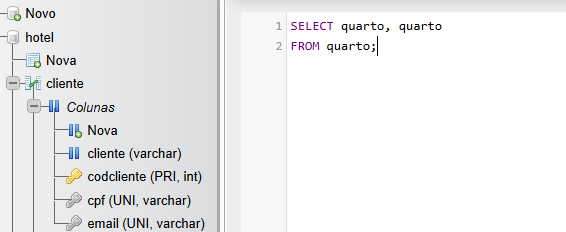 Novo
hotel
Nova
cliente
Colunas
Nova
cliente (varchar)
codcliente (PRI, int)
cpf (UNI, varchar)
email (UNI, varchar)
1 SELECT quarto, quarto
2 FROM quarto;